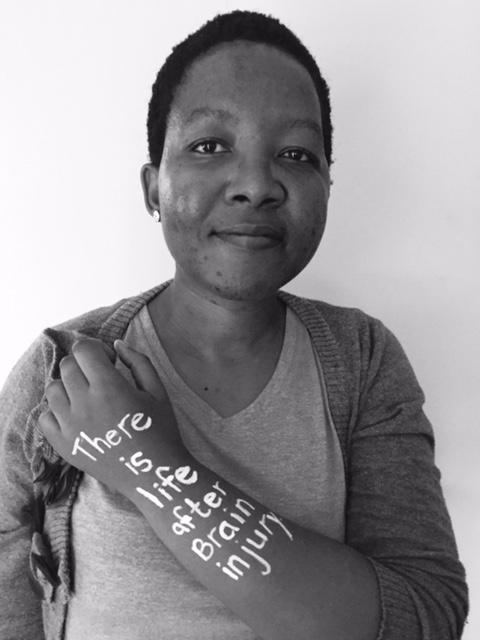 There
is
life
after
Brain
injury